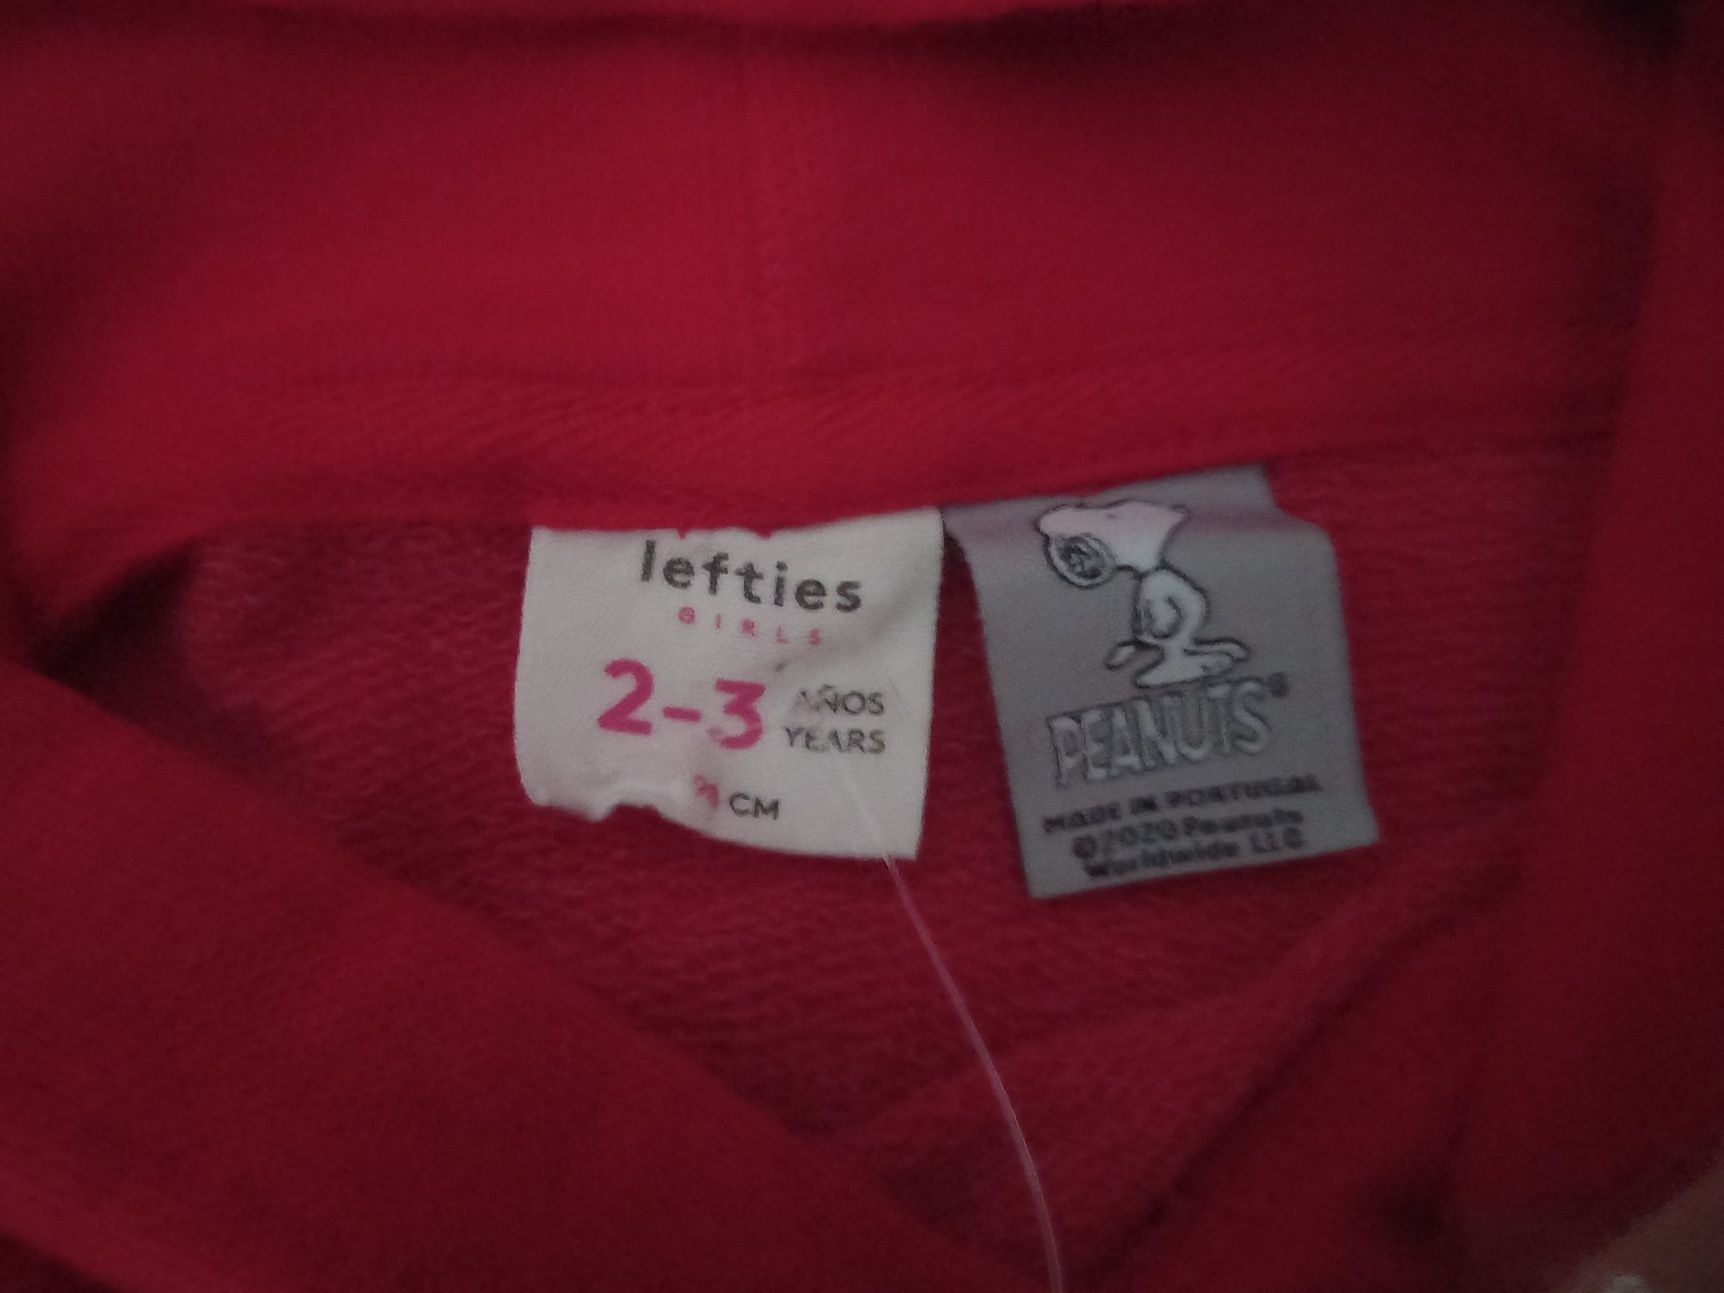 lefties
GIRLS
2-3 AÑOS
YEARS
CM
PEANUTS®
MADE IN PORTUGAL
©2020 Peanuts
Worldwide LLC